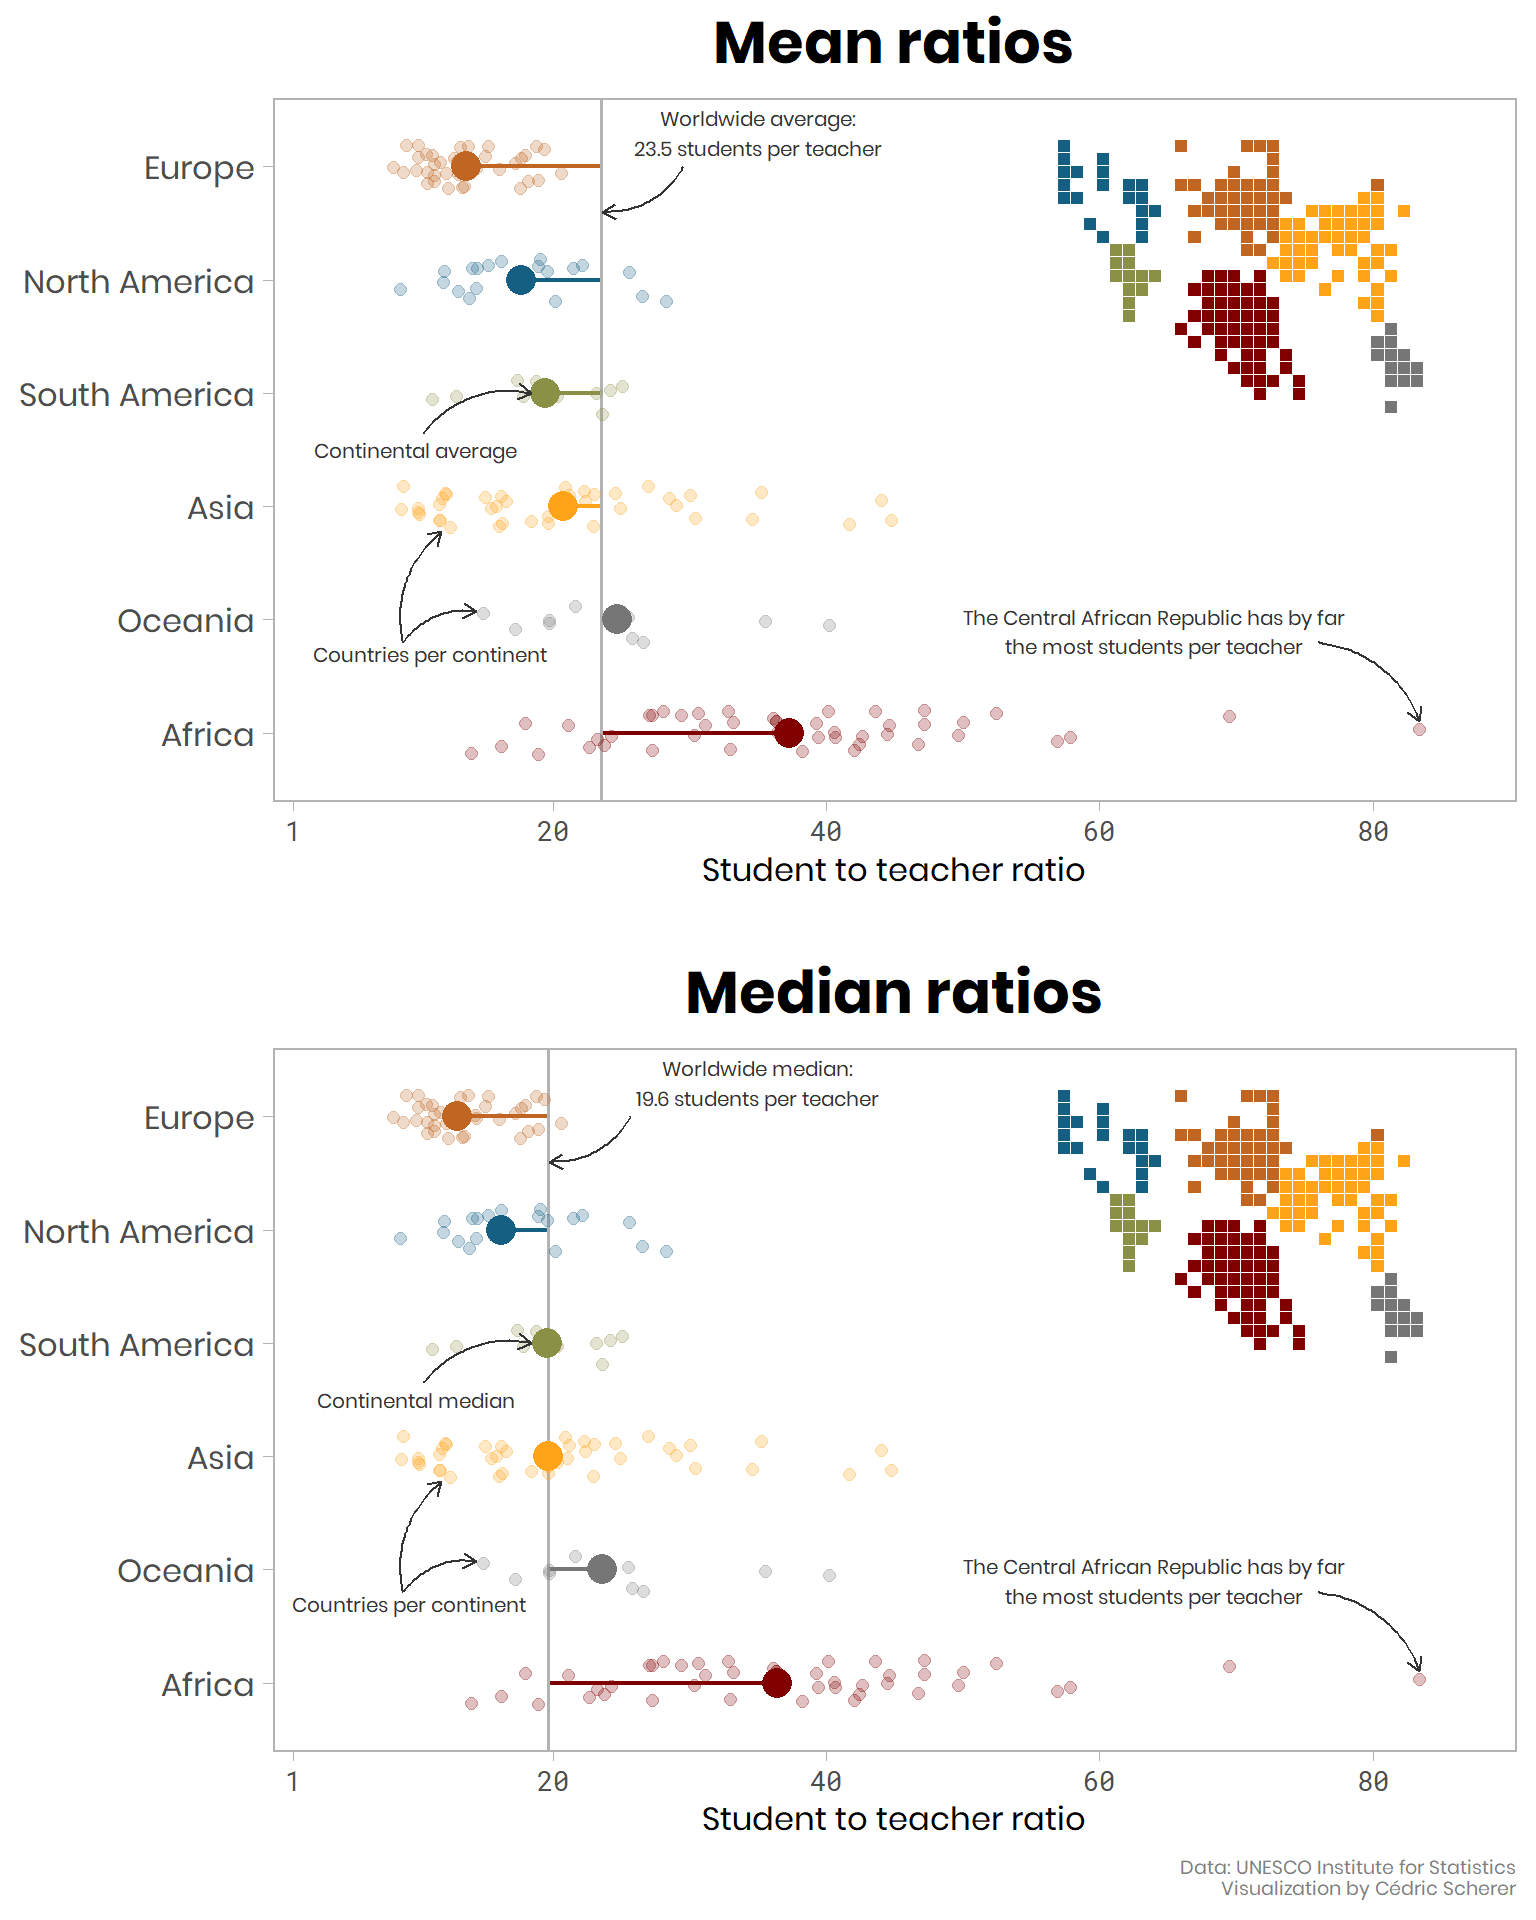 Mean ratios
Worldwide average:
23.5 students per teacher
Europe
North America
South America
Continental average
Asia
Oceania
The Central African Republic has by far
the most students per teacher
Countries per continent
Africa
1 20 40 60 80
Student to teacher ratio
Median ratios
Worldwide median:
19.6 students per teacher
Europe
North America
South America
Continental median
Asia
Oceania
The Central African Republic has by far
the most students per teacher
Countries per continent
Africa
1 20 40 60 80
Student to teacher ratio
Data: UNESCO Institute for Statistics
Visualization by Cédric Scherer